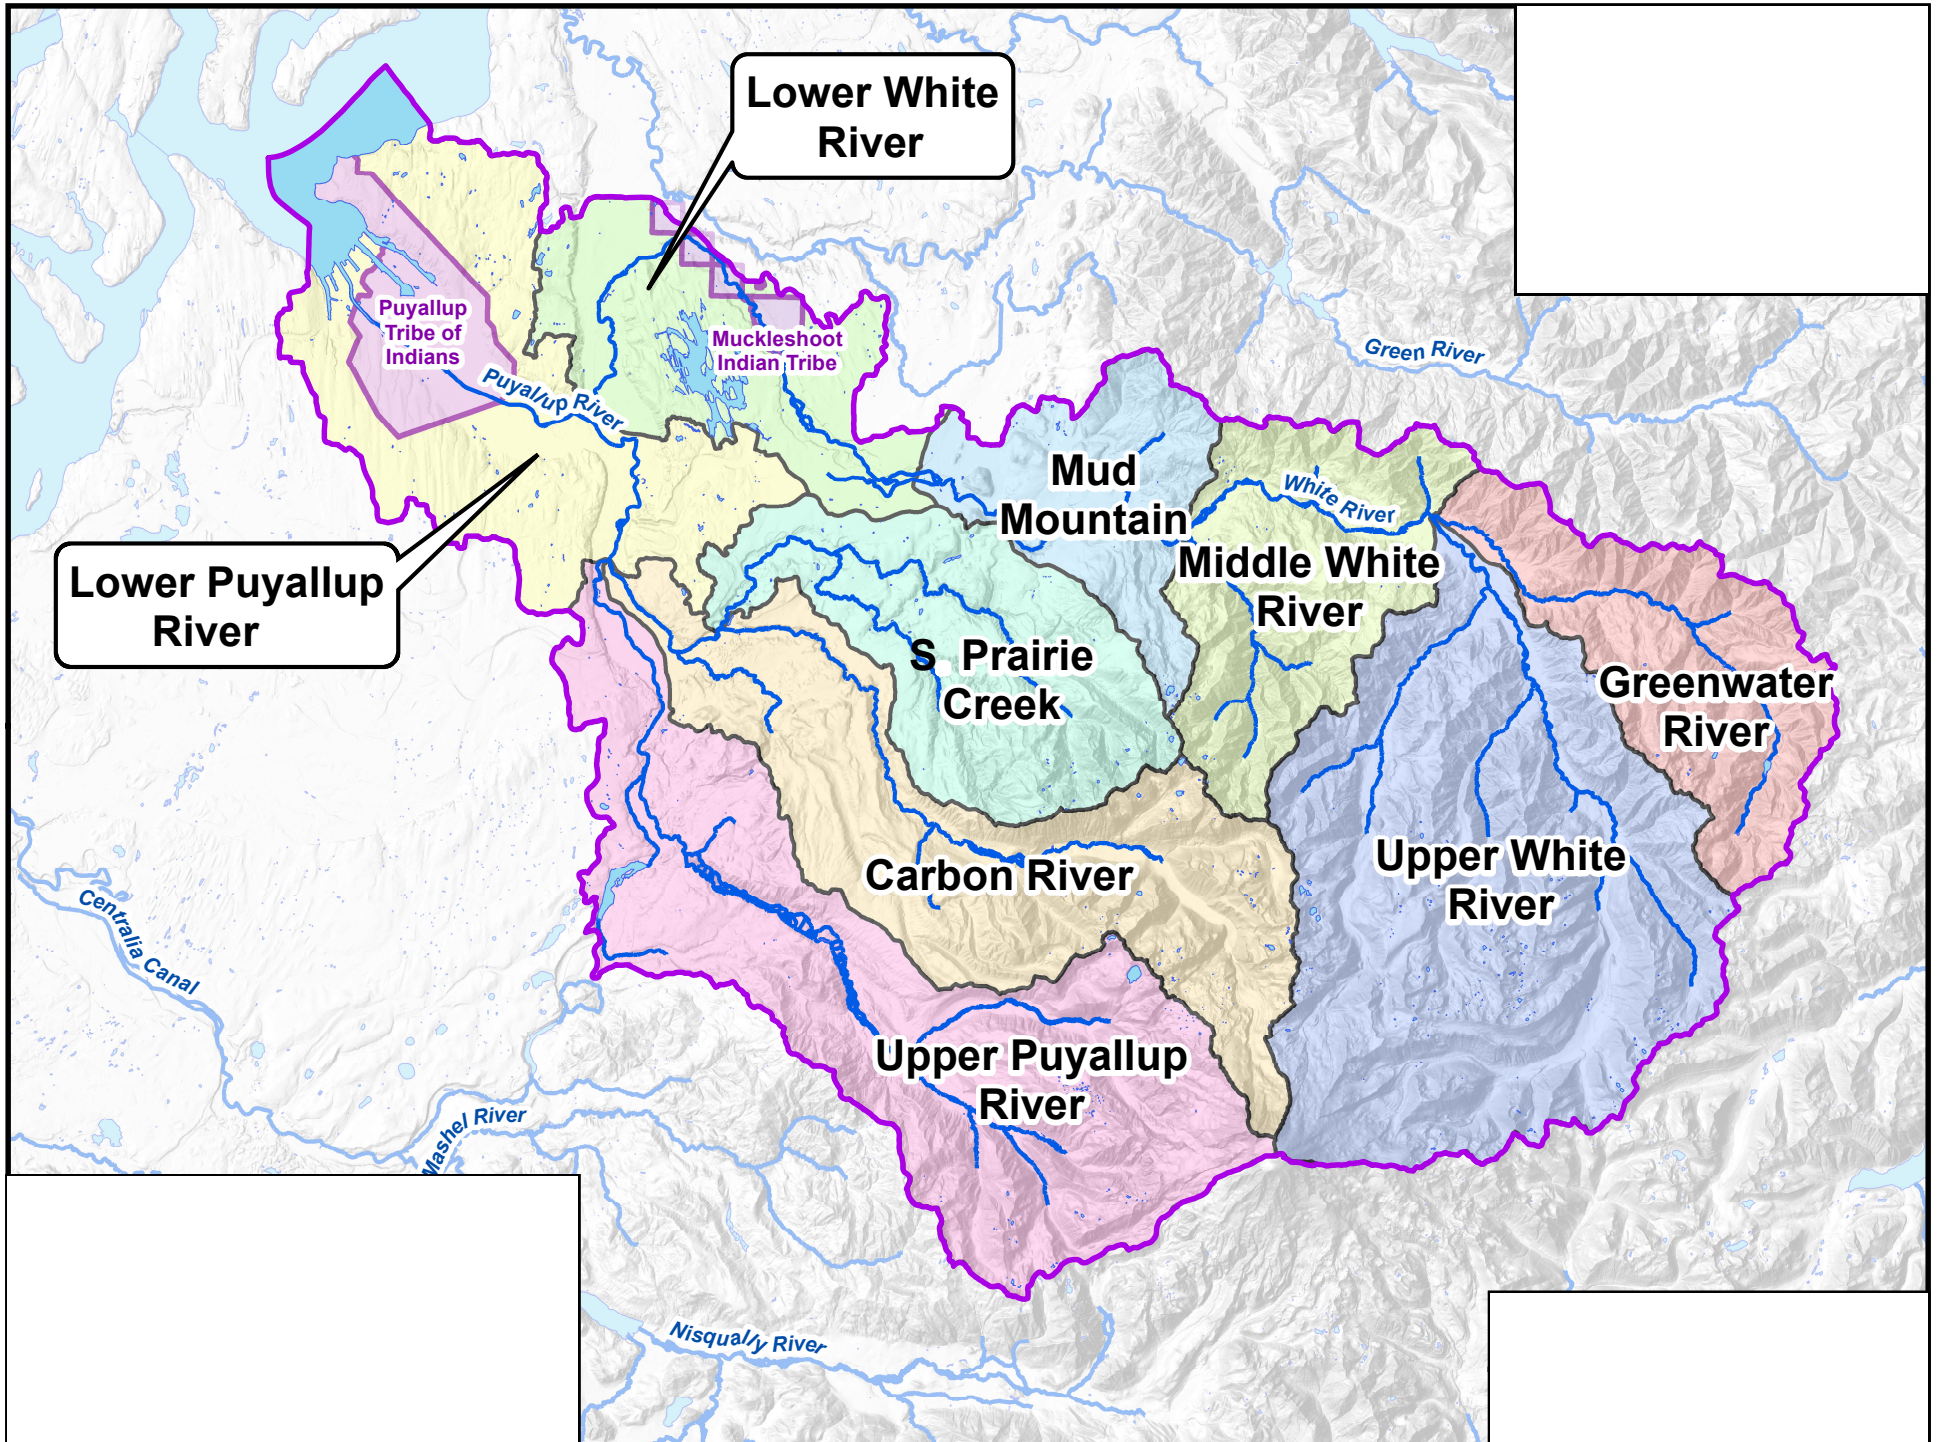 Lower White
River
Puyallup
Tribe of
Indians
Muckleshoot
Indian Tribe
Puyallup River
Green River
Mud
Mountain
White River
Middle White
River
Lower Puyallup
River
S. Prairie
Creek
Greenwater
River
Carbon River
Upper White
River
Centralia Canal
Upper Puyallup
River
Mashel River
Nisqually River